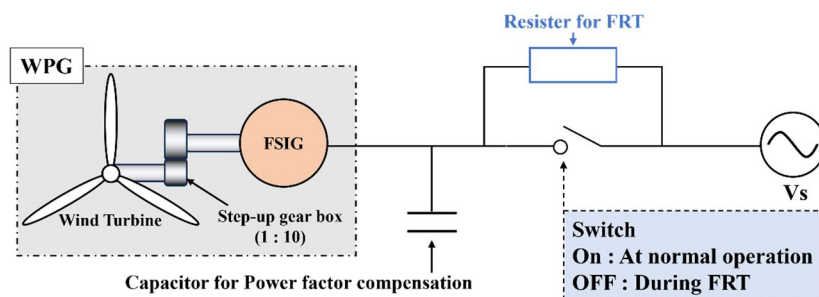 Resister for FRT
WPG
FSIG
Wind Turbine
Step-up gear box
(1 : 10)
Vs
Capacitor for Power factor compensation
Switch
On : At normal operation
OFF : During FRT